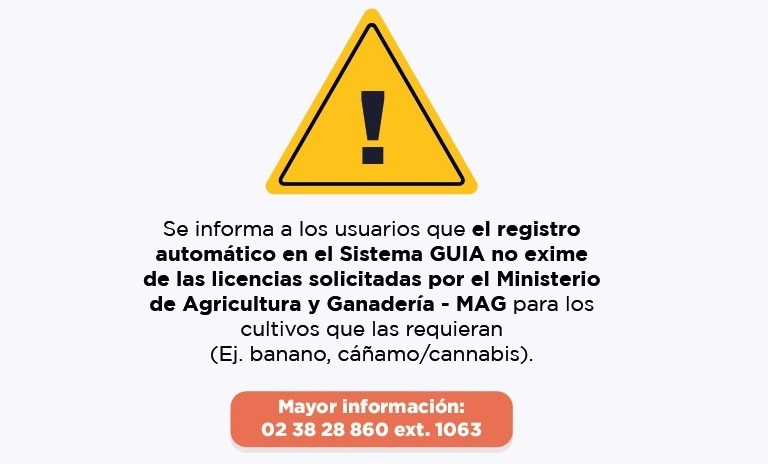 !
Se informa a los usuarios que el registro
automático en el Sistema GUIA no exime
de las licencias solicitadas por el Ministerio
de Agricultura y Ganadería - MAG para los
cultivos que las requieran
(Ej. banano, cáñamo/cannabis).
Mayor información:
02 38 28 860 ext. 1063